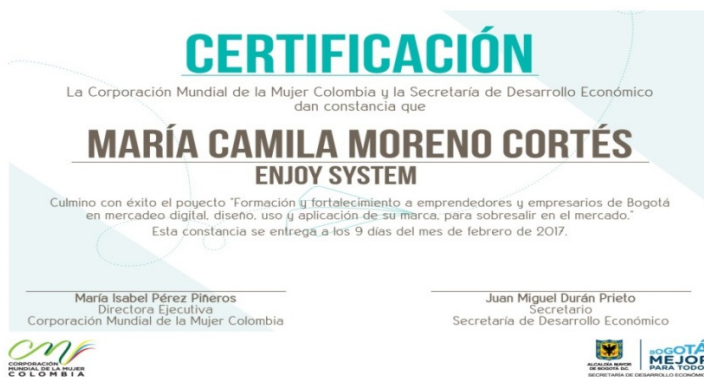 CERTIFICACIÓN
La Corporación Mundial de la Mujer Colombia y la Secretaría de Desarrollo Económico
dan constancia que
MARÍA CAMILA MORENO CORTÉS
ENJOY SYSTEM
Culmino con éxito el poyecto "Formación y fortalecimiento a emprendedores y empresarios de Bogotá
en mercadeo digital, diseño, uso y aplicación de su marca, para sobresalir en el mercado."
Esta constancia se entrega a los 9 días del mes de febrero de 2017.
María Isabel Pérez Piñeros
Directora Ejecutiva
Corporación Mundial de la Mujer Colombia
Juan Miguel Durán Prieto
Secretario
Secretaría de Desarrollo Económico
CORPORACIÓN
MUNDIAL DE LA MUJER
COLOMBIA
ALCALDÍA MAYOR
DE BOGOTÁ D.C.
SECRETARÍA DE DESARROLLO ECONÓMICO
BOGOTÁ
MEJOR
PARA TODOS